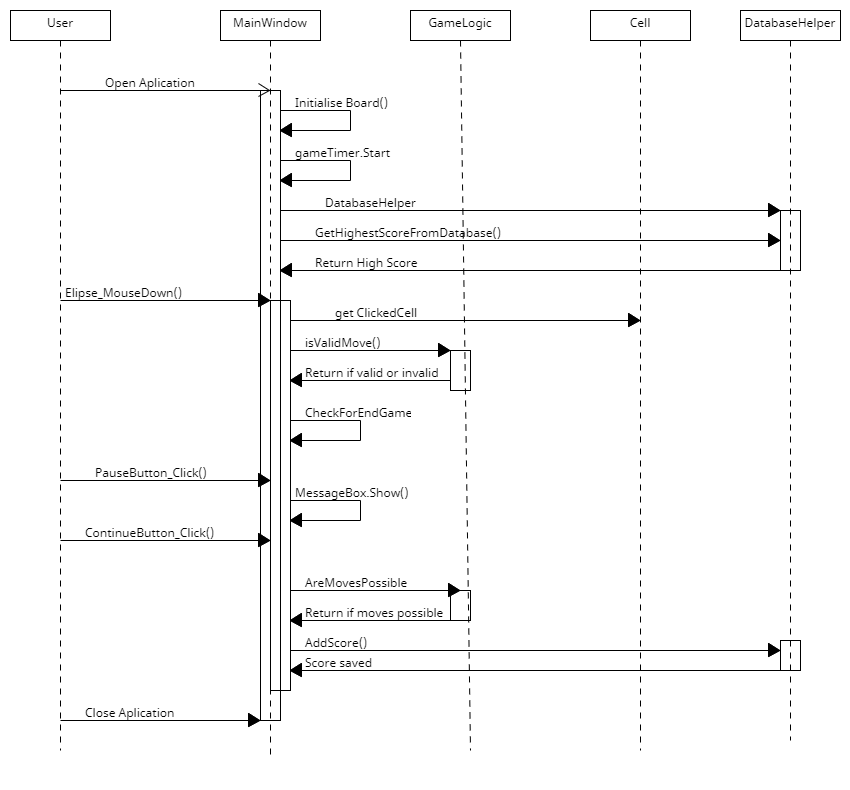 User
MainWindow
GameLogic
Cell
DatabaseHelper
Open Aplication
Initialise Board()
gameTimer.Start
DatabaseHelper
GetHighestScoreFromDatabase()
Return High Score
Elipse_MouseDown()
get ClickedCell
isValidMove()
Return if valid or invalid
CheckForEndGame
PauseButton_Click()
MessageBox.Show()
ContinueButton_Click()
AreMovesPossible
Return if moves possible
AddScore()
Score saved
Close Aplication